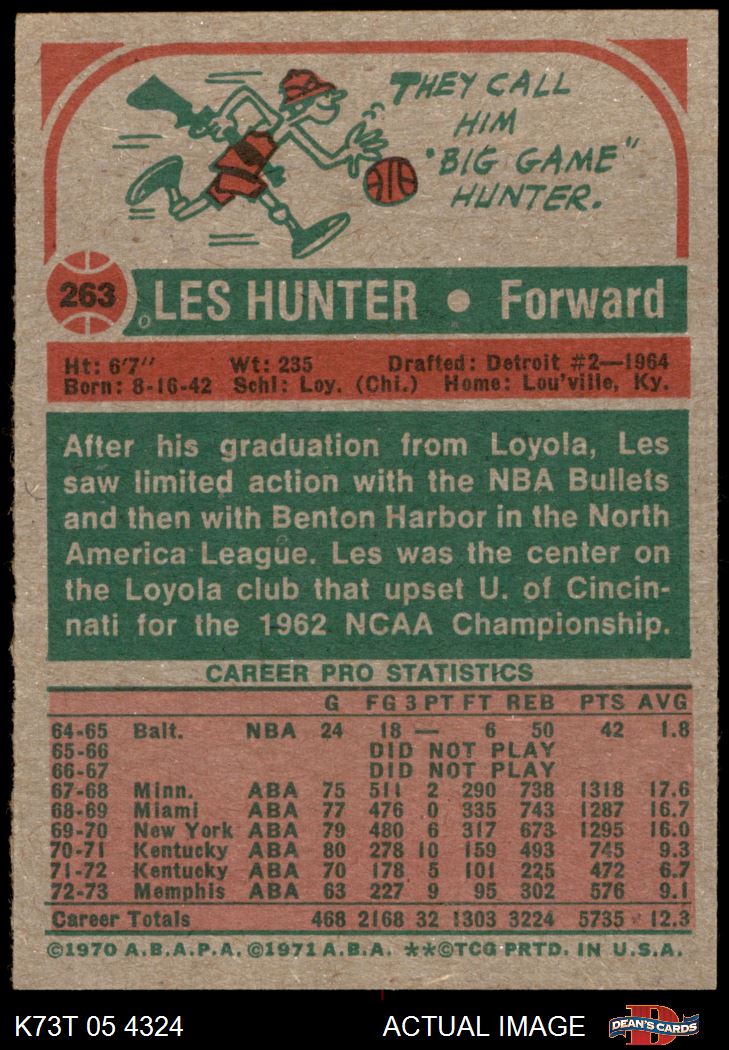 THEY CALL
HIM
"BIG GAME"
HUNTER.
263
LES HUNTER • Forward
Ht: 6'7" Wt: 235 Drafted: Detroit #2—1964
Born: 8-16-42 Schl: Loy. (Chi.) Home: Lou'ville, Ky.
After his graduation from Loyola, Les
saw limited action with the NBA Bullets
and then with Benton Harbor in the North
America League. Les was the center on
the Loyola club that upset U. of Cincin-
nati for the 1962 NCAA Championship.
CAREER PRO STATISTICS
G FG 3 PT FT REB PTS AVG
64-65 Balt. NBA 24 18 — 6 50 42 1.8
65-66 DID NOT PLAY
66-67 DID NOT PLAY
67-68 Minn. ABA 75 511 2 290 738 1318 17.6
68-69 Miami ABA 77 476 0 335 743 1287 16.7
69-70 New York ABA 79 480 6 317 673 1295 16.0
70-71 Kentucky ABA 80 278 10 159 493 745 9.3
71-72 Kentucky ABA 70 178 5 101 225 472 6.7
72-73 Memphis ABA 63 227 9 95 302 576 9.1
Career Totals 468 2168 32 1303 3224 5735 12.3
©1970 A.B.A.P.A. ©1971 A.B.A. **©TCG PRTD. IN U.S.A.
K73T 05 4324 ACTUAL IMAGE DEAN'S CARDS